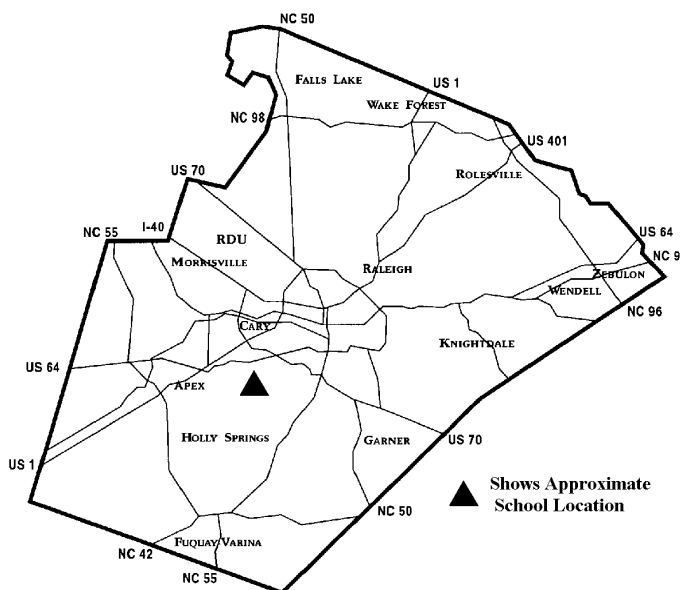 NC 50
FALLS LAKE
US 1
WAKE FOREST
NC 98
US 401
ROLESVILLE
US 70
I-40
NC 55
RDU
US 64
NC 9
MORRISVILLE
RALEIGH
ZEBULON
WENDELL
NC 96
CARY
KNIGHTDALE
US 64
APEX
HOLLY SPRINGS
GARNER
US 70
US 1
Shows Approximate
School Location
NC 50
FUQUAY-VARINA
NC 42
NC 55